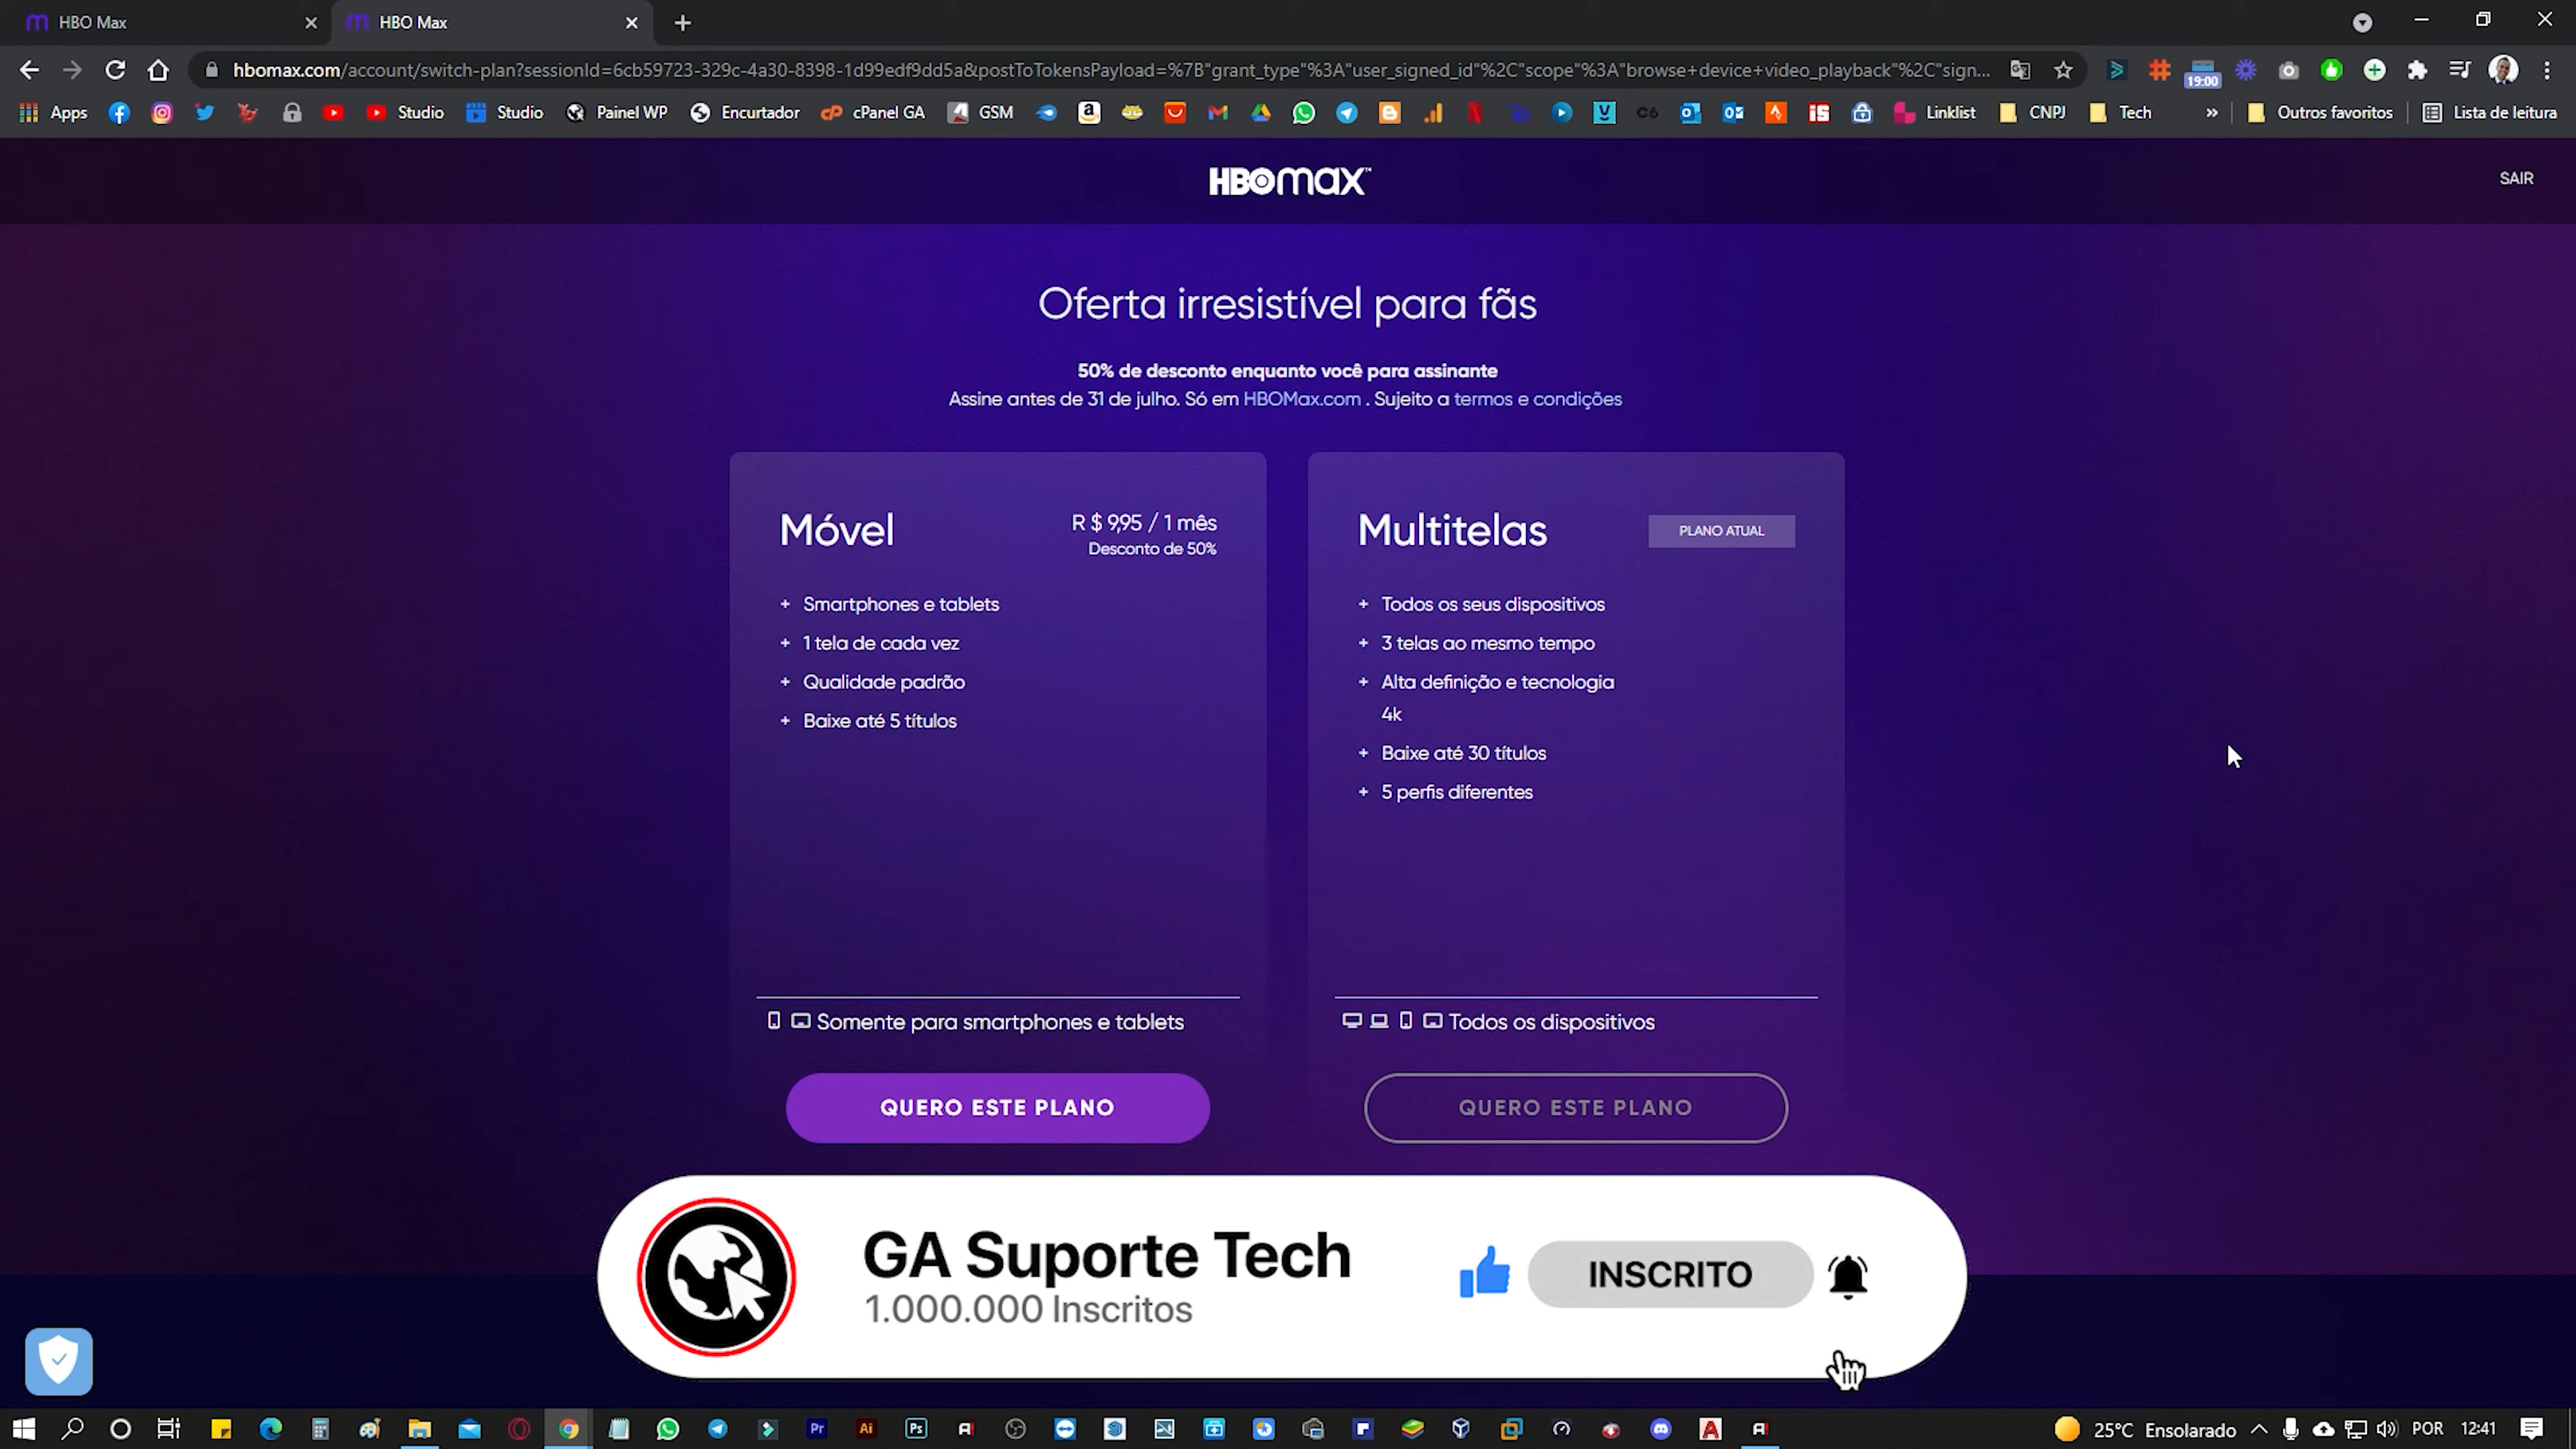 HBO Max
HBO Max
hbomax.com/account/switch-plan?sessionId=6cb59723-329c-4a30-8398-1d99edf9dd5a&postToTokensPayload=%7B"grant_type"%3A"user_signed_id"%2C"scope"%3A"browse+device+video_playback"%2C"sign...
19:00
Apps
Studio
Studio
Painel WP
Encurtador
cPanel GA
GSM
Linklist
CNPJ
Tech
»
Outros favoritos
Lista de leitura
HBOmax™
SAIR
Oferta irresistível para fãs
50% de desconto enquanto você para assinante
Assine antes de 31 de julho. Só em HBOMax.com . Sujeito a termos e condições
Móvel
R $ 9,95 / 1 mês
Desconto de 50%
+ Smartphones e tablets
+ 1 tela de cada vez
+ Qualidade padrão
+ Baixe até 5 títulos
Somente para smartphones e tablets
QUERO ESTE PLANO
Multitelas
PLANO ATUAL
+ Todos os seus dispositivos
+ 3 telas ao mesmo tempo
+ Alta definição e tecnologia
4k
+ Baixe até 30 títulos
+ 5 perfis diferentes
Todos os dispositivos
QUERO ESTE PLANO
GA Suporte Tech
1.000.000 Inscritos
INSCRITO
Pr
Ai
Ps
25°C Ensolarado
POR
12:41